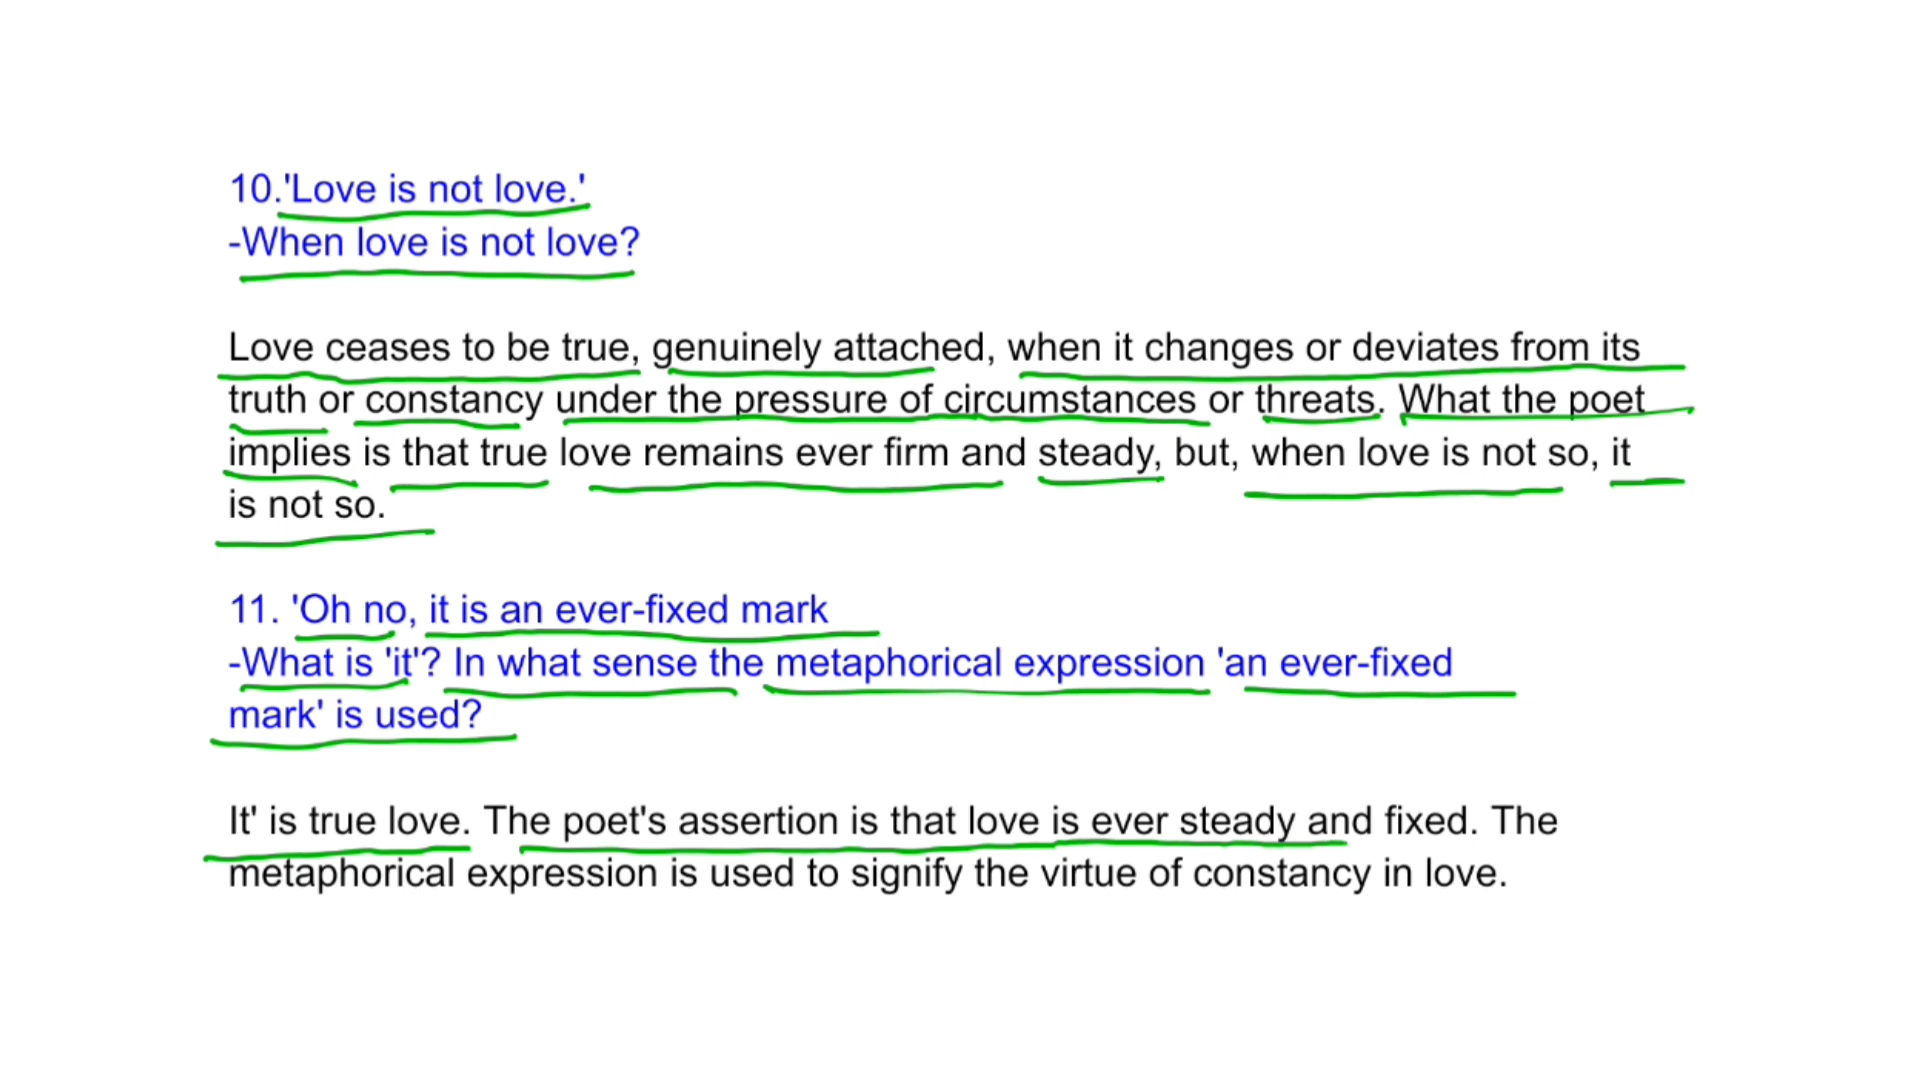 10.'Love is not love.'
-When love is not love?
Love ceases to be true, genuinely attached, when it changes or deviates from its
truth or constancy under the pressure of circumstances or threats. What the poet
implies is that true love remains ever firm and steady, but, when love is not so, it
is not so.
11. 'Oh no, it is an ever-fixed mark
-What is 'it'? In what sense the metaphorical expression 'an ever-fixed
mark' is used?
It' is true love. The poet's assertion is that love is ever steady and fixed. The
metaphorical expression is used to signify the virtue of constancy in love.